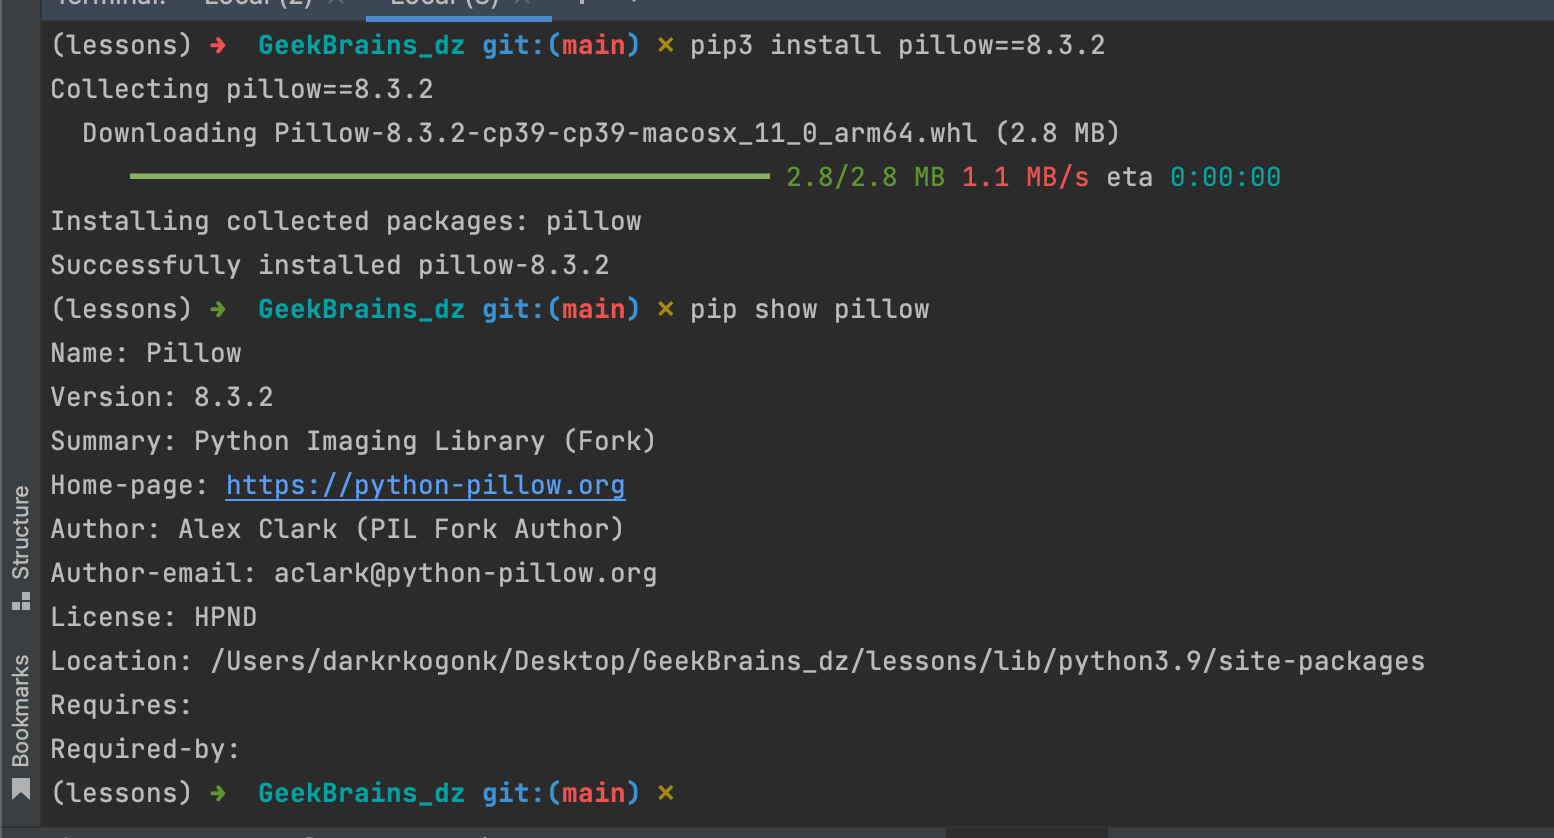 Terminal: Local (2) × Local (3) × +
(lessons) ➜ GeekBrains_dz git:(main) ✗ pip3 install pillow==8.3.2
Collecting pillow==8.3.2
Downloading Pillow-8.3.2-cp39-cp39-macosx_11_0_arm64.whl (2.8 MB)
2.8/2.8 MB 1.1 MB/s eta 0:00:00
Installing collected packages: pillow
Successfully installed pillow-8.3.2
(lessons) ➜ GeekBrains_dz git:(main) ✗ pip show pillow
Name: Pillow
Version: 8.3.2
Summary: Python Imaging Library (Fork)
Home-page: https://python-pillow.org
Author: Alex Clark (PIL Fork Author)
Author-email: aclark@python-pillow.org
License: HPND
Location: /Users/darkrkogonk/Desktop/GeekBrains_dz/lessons/lib/python3.9/site-packages
Requires:
Required-by:
(lessons) ➜ GeekBrains_dz git:(main) ✗
Structure
Bookmarks